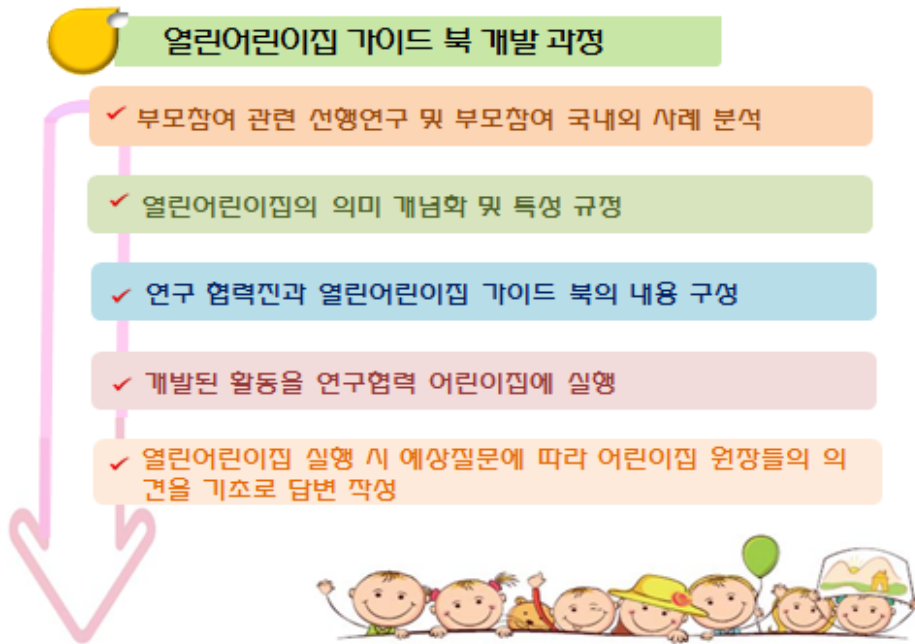 열린어린이집 가이드 북 개발 과정
부모참여 관련 선행연구 및 부모참여 국내외 사례 분석
열린어린이집의 의미 개념화 및 특성 규정
연구 협력진과 열린어린이집 가이드 북의 내용 구성
개발된 활동을 연구협력 어린이집에 실행
열린어린이집 실행 시 예상질문에 따라 어린이집 원장들의 의
견을 기초로 답변 작성